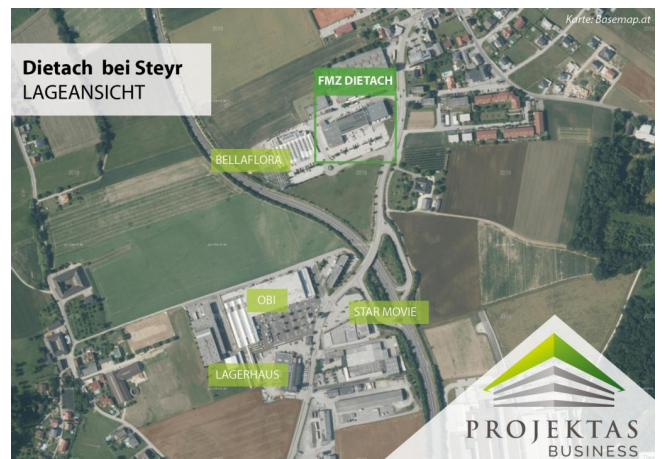 Karte: Basemap.at
Dietach bei Steyr
LAGEANSICHT
FMZ DIETACH
BELLAFLORA
OBI
STAR MOVIE
LAGERHAUS
PROJEKTAS
BUSINESS